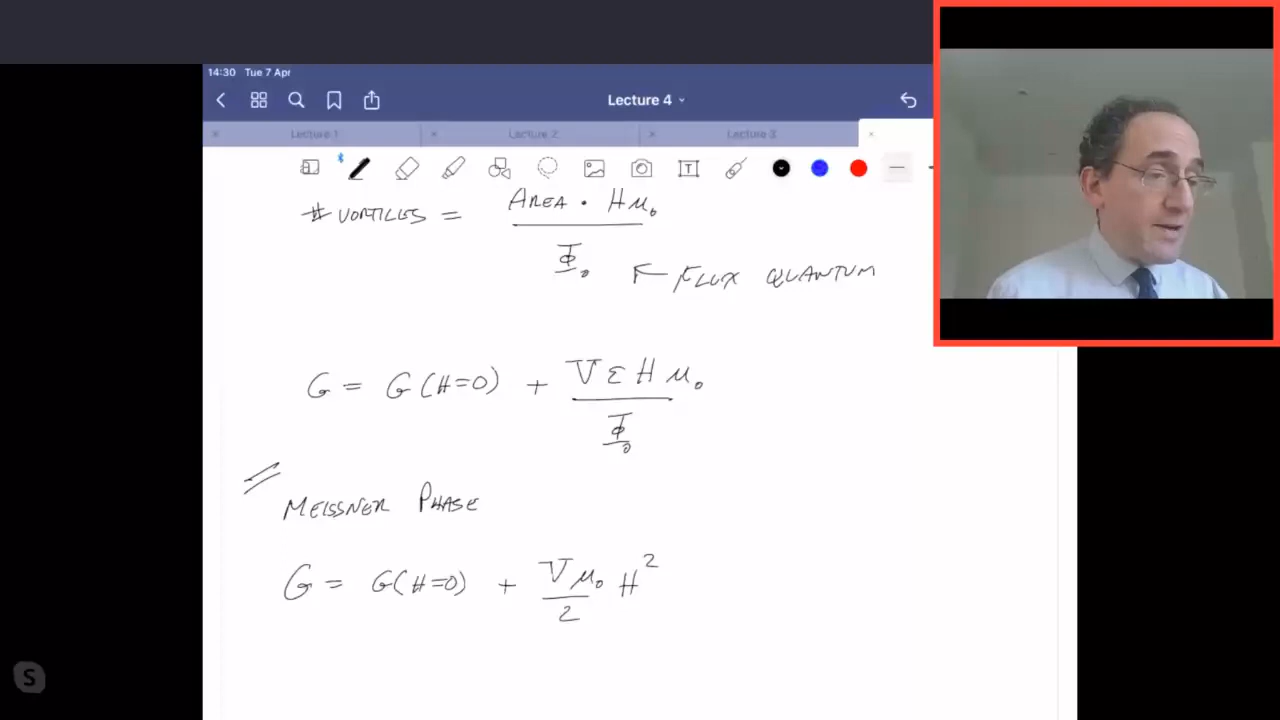 14:30 Tue 7 Apr
Lecture 4
Lecture 1
Lecture 2
Lecture 3
T
# VORTICES = AREA · Hμ₀ / Φ₀
← FLUX QUANTUM
G = G(H=0) + VεHμ₀ / Φ₀
MEISSNER PHASE
G = G(H=0) + Vμ₀/2 H²
S